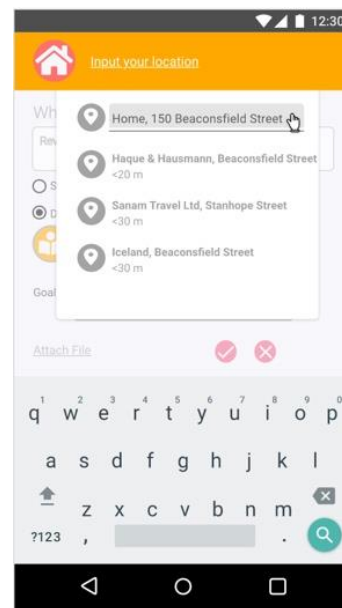 12:30
Input your location
Wh
Home, 150 Beaconsfield Street
Rev
Haque & Hausmann, Beaconsfield Street
<20 m
S
Sanam Travel Ltd, Stanhope Street
D
<30 m
Iceland, Beaconsfield Street
<30 m
Goal
Attach File
1 2 3 4 5 6 7 8 9 0
q w e r t y u i o p
a s d f g h j k l
z x c v b n m
?123 , .